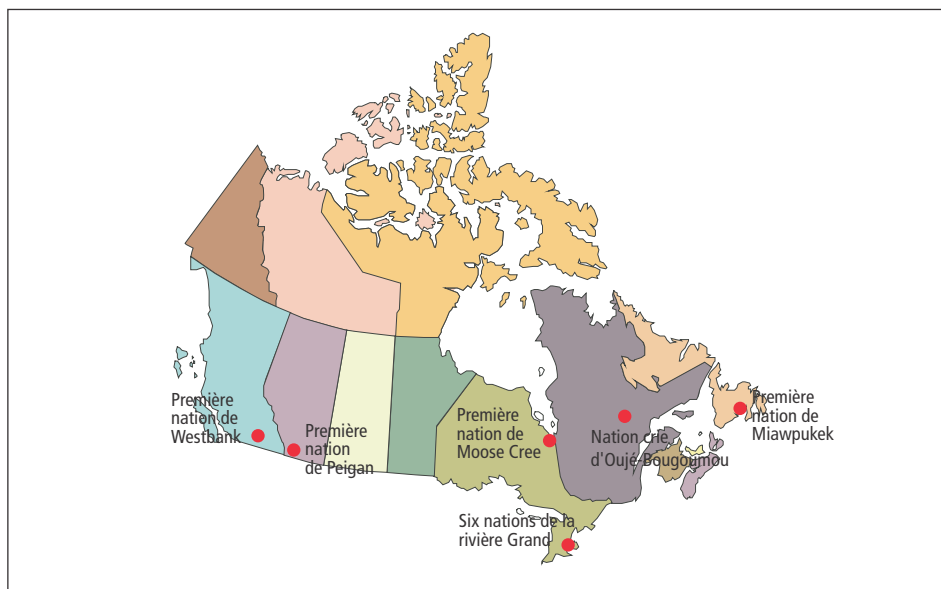 Première
nation de
Westbank
Première
nation
de Peigan
Première
nation de
Moose Cree
Nation crie
d'Oujé-Bougoumou
Première
nation de
Miawpukek
Six nations de la
rivière Grand